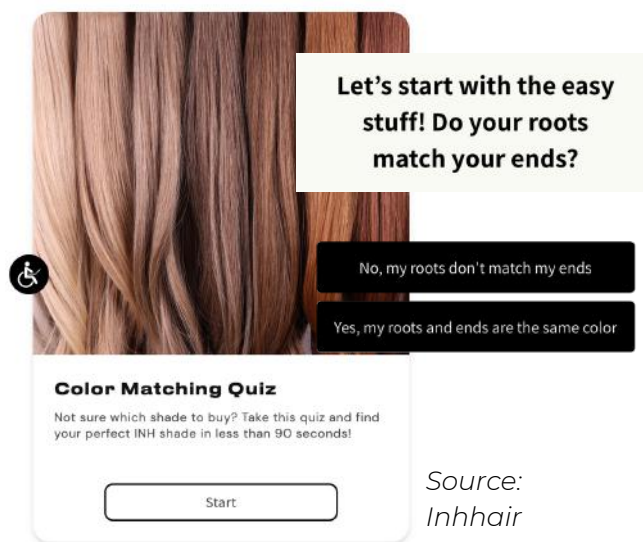 Let’s start with the easy
stuff! Do your roots
match your ends?
No, my roots don't match my ends
Yes, my roots and ends are the same color
Color Matching Quiz
Not sure which shade to buy? Take this quiz and find
your perfect INH shade in less than 90 seconds!
Start
Source:
Inhhair